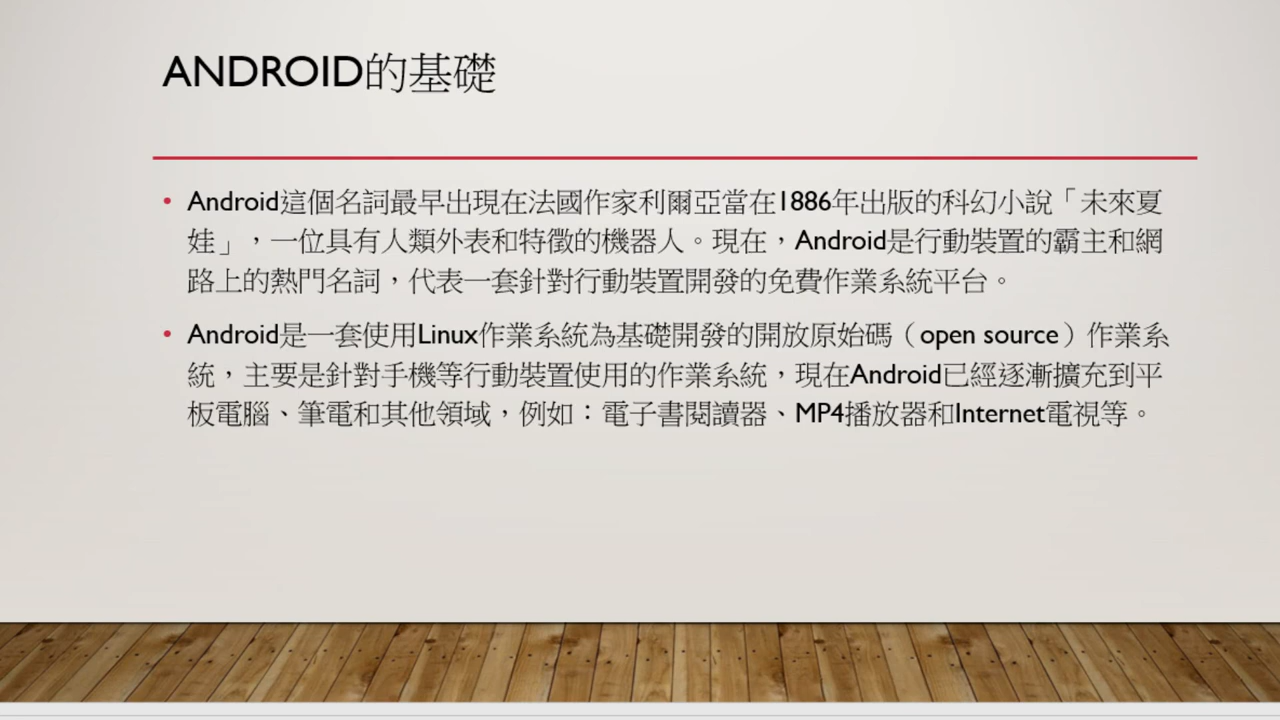 ANDROID的基礎
• Android這個名詞最早出現在法國作家利爾亞當在1886年出版的科幻小說「未來夏
娃」，一位具有人類外表和特徵的機器人。現在，Android是行動裝置的霸主和網
路上的熱門名詞，代表一套針對行動裝置開發的免費作業系統平台。
• Android是一套使用Linux作業系統為基礎開發的開放原始碼（open source）作業系
統，主要是針對手機等行動裝置使用的作業系統，現在Android已經逐漸擴充到平
板電腦、筆電和其他領域，例如：電子書閱讀器、MP4播放器和Internet電視等。